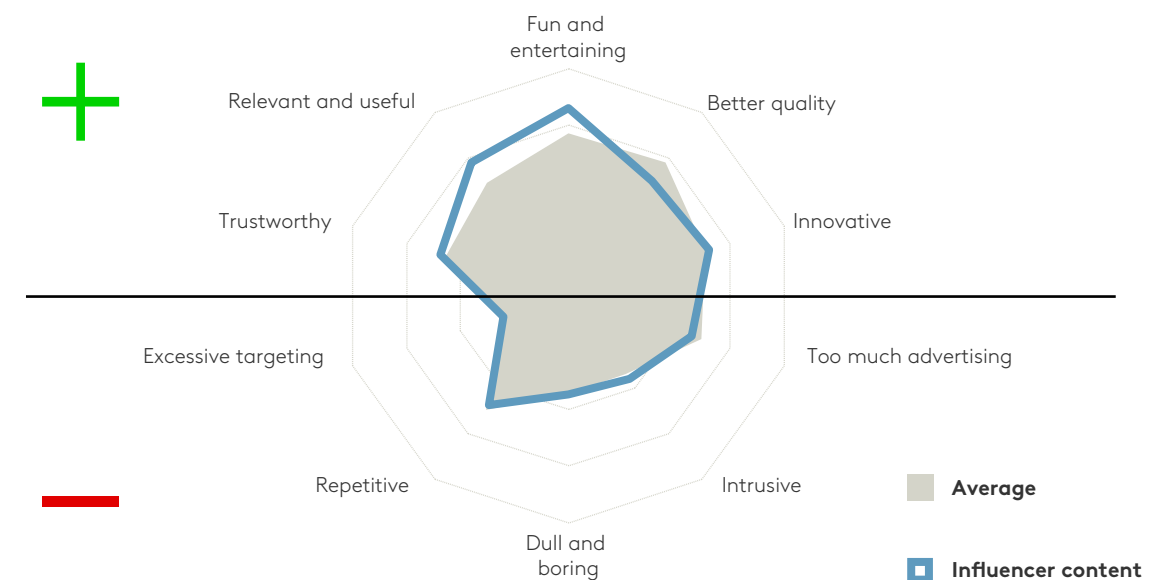 Fun and
entertaining
Relevant and useful
Better quality
Trustworthy
Innovative
Excessive targeting
Too much advertising
Repetitive
Intrusive
Average
Dull and
boring
Influencer content